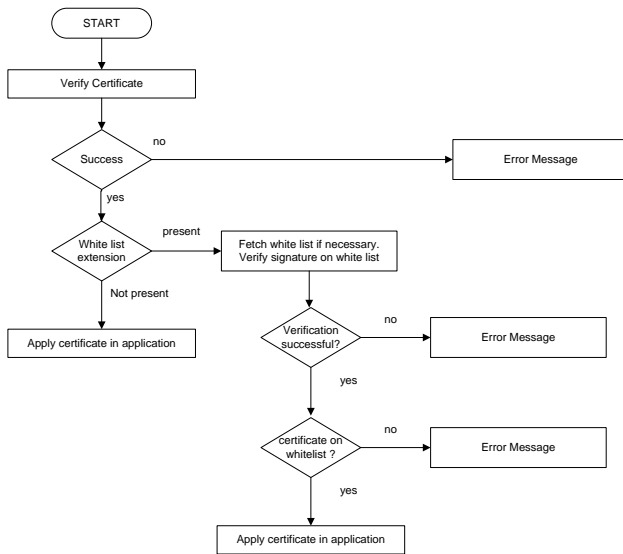 START
Verify Certificate
Success
no
Error Message
yes
White list
extension
present
Fetch white list if necessary.
Verify signature on white list
Not present
Apply certificate in application
Verification
successful?
no
Error Message
yes
certificate on
whitelist ?
no
Error Message
yes
Apply certificate in application